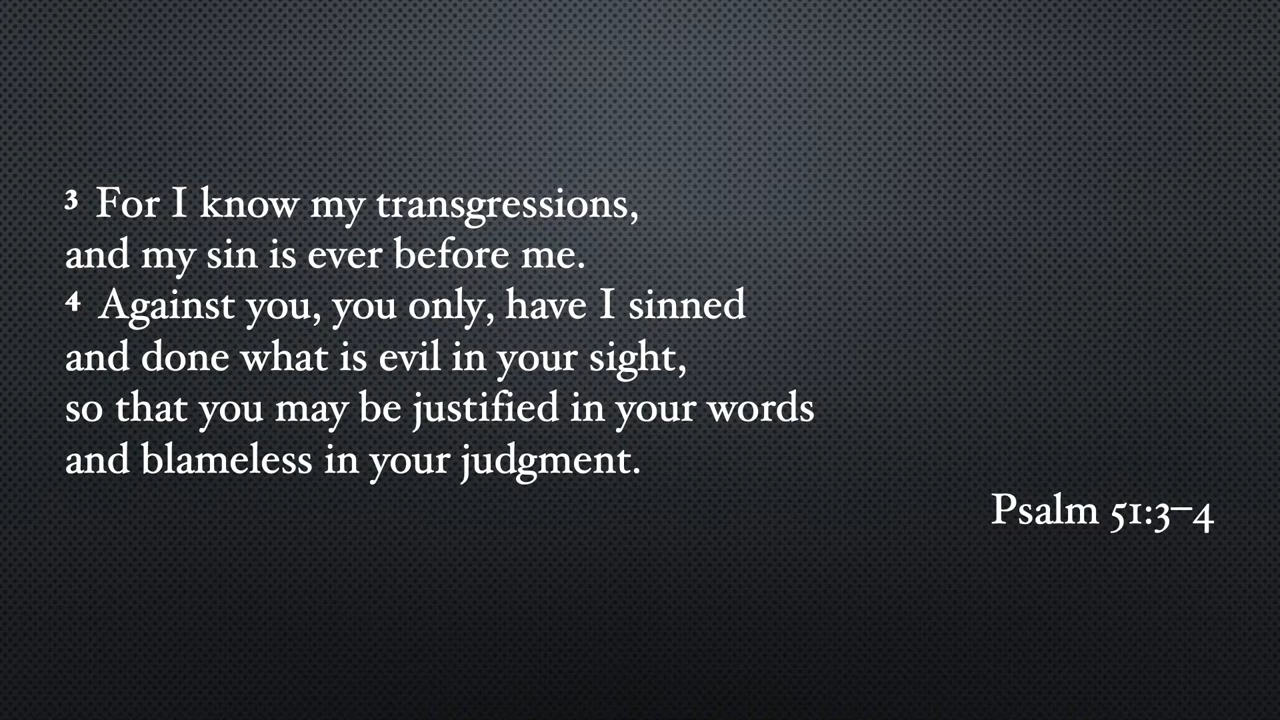 ³ For I know my transgressions,
and my sin is ever before me.
⁴ Against you, you only, have I sinned
and done what is evil in your sight,
so that you may be justified in your words
and blameless in your judgment.
Psalm 51:3–4